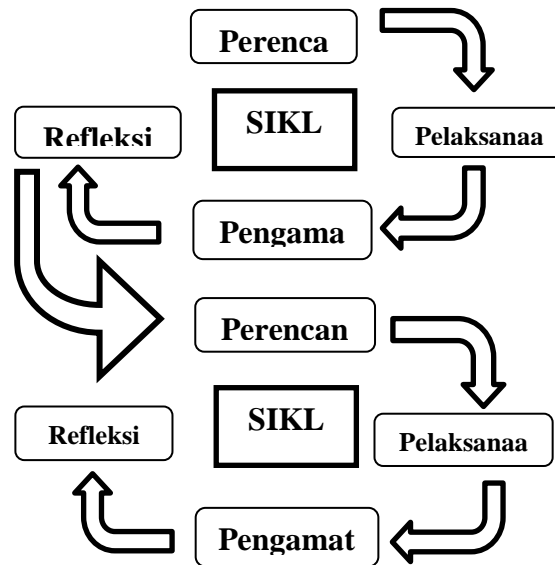 Perenca
SIKL
Refleksi
Pelaksanaa
Pengama
Perencan
SIKL
Refleksi
Pelaksanaa
Pengamat